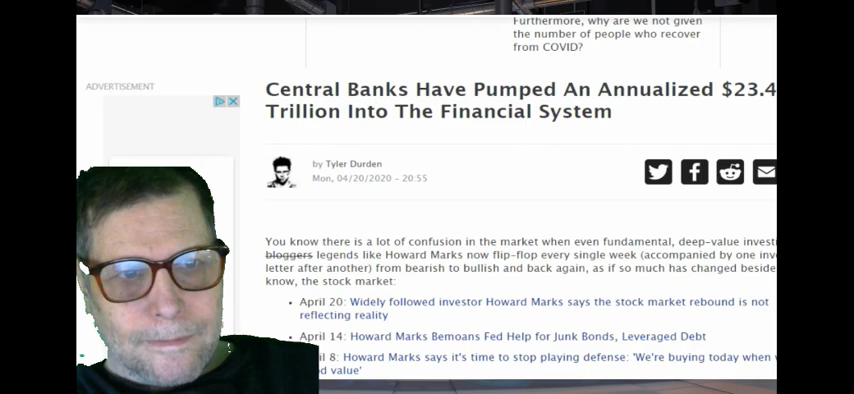 Furthermore, why are we not given
the number of people who recover
from COVID?
ADVERTISEMENT
Central Banks Have Pumped An Annualized $23.4
Trillion Into The Financial System
by Tyler Durden
Mon, 04/20/2020 - 20:55
You know there is a lot of confusion in the market when even fundamental, deep-value
bloggers legends like Howard Marks now flip-flop every single week (accompanied by one
letter after another) from bearish to bullish and back again, as if so much has changed
know, the stock market:
• April 20: Widely followed investor Howard Marks says the stock market rebound is not
reflecting reality
• April 14: Howard Marks Bemoans Fed Help for Junk Bonds, Leveraged Debt
8: Howard Marks says it's time to stop playing defense: 'We're buying today when
value'